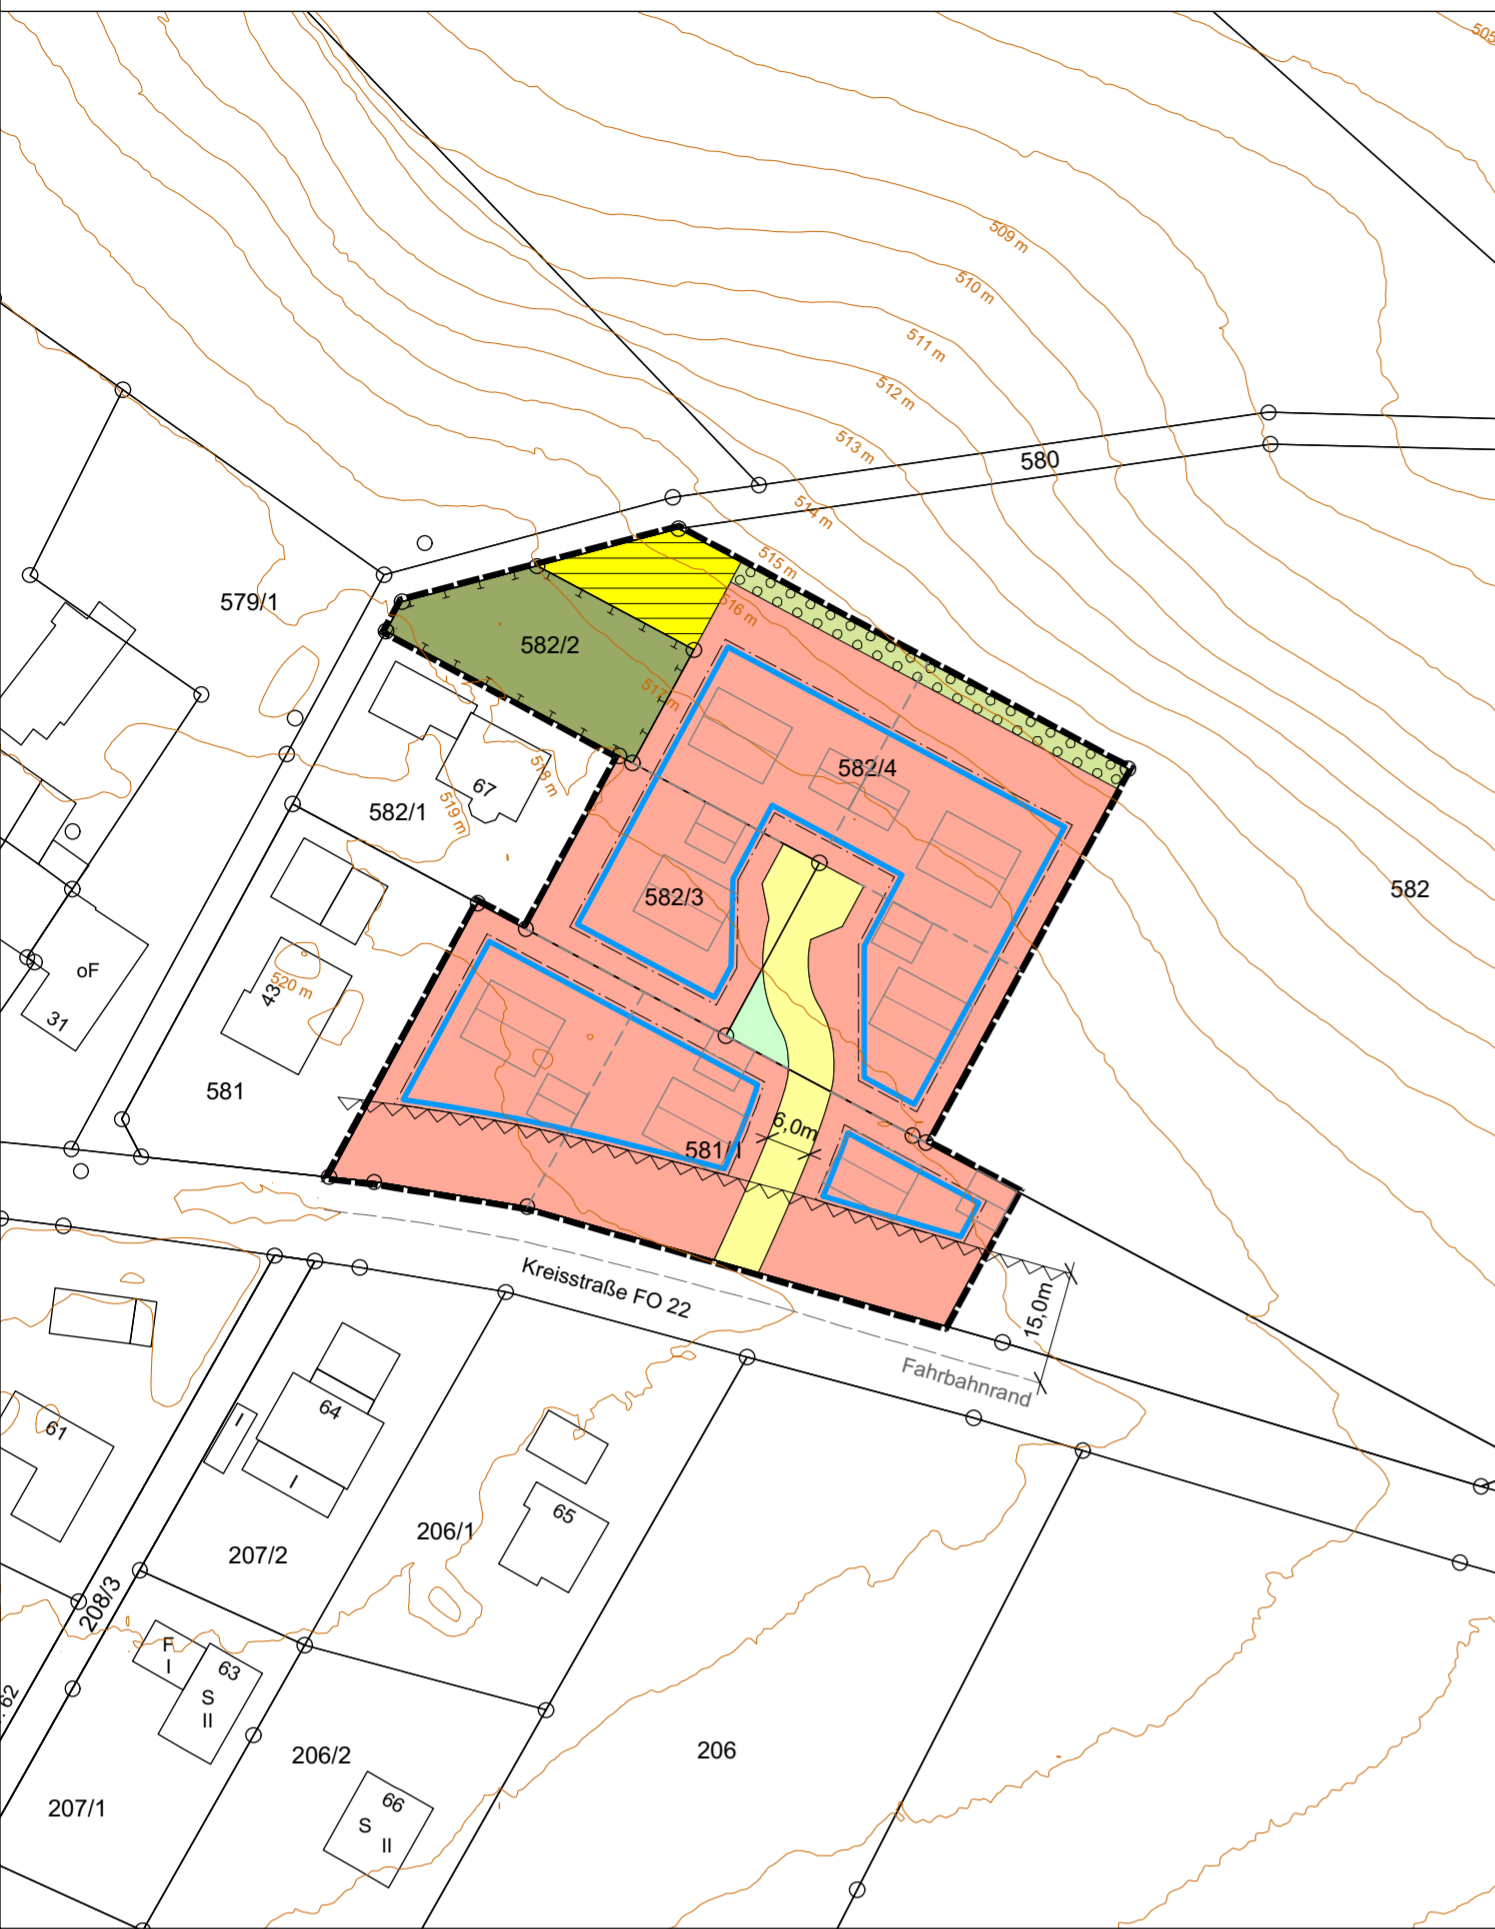 505
509 m
510 m
511 m
512 m
513 m
580
514 m
515 m
579/1
516 m
582/2
517 m
582/4
518 m
67
519 m
582/1
582/3
582
oF
520 m
43
31
581
6,0m
581/1
Kreisstraße FO 22
15,0m
Fahrbahnrand
64
I
61
I
65
206/1
207/2
208/3
F
I
63
S
II
62
206/2
206
66
S
II
207/1